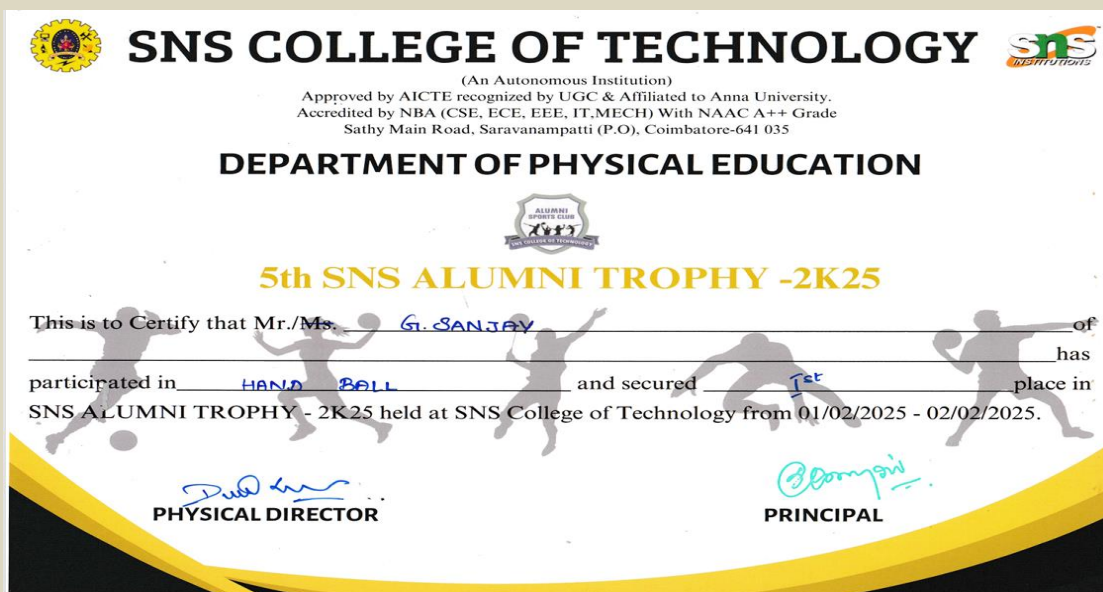 SNS COLLEGE OF TECHNOLOGY
sns
INSTITUTIONS
(An Autonomous Institution)
Approved by AICTE recognized by UGC & Affiliated to Anna University.
Accredited by NBA (CSE, ECE, EEE, IT,MECH) With NAAC A++ Grade
Sathy Main Road, Saravanampatti (P.O), Coimbatore-641 035
DEPARTMENT OF PHYSICAL EDUCATION
ALUMNI
SPORTS CLUB
SNS COLLEGE OF TECHNOLOGY
5th SNS ALUMNI TROPHY -2K25
This is to Certify that Mr./Ms. G. SANJAY of
has
participated in HAND BALL and secured Ist place in
SNS ALUMNI TROPHY - 2K25 held at SNS College of Technology from 01/02/2025 - 02/02/2025.
PHYSICAL DIRECTOR PRINCIPAL